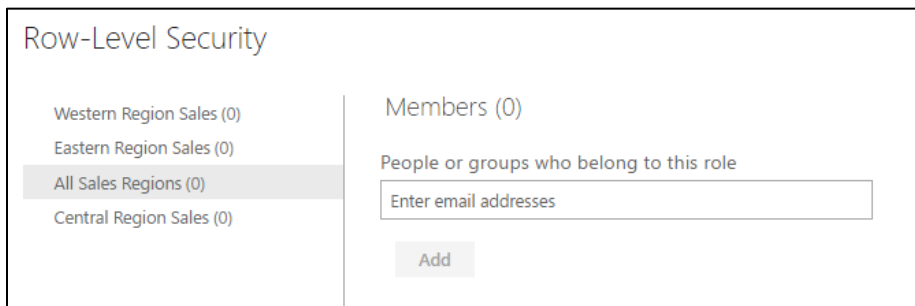 Row-Level Security
Western Region Sales (0)
Eastern Region Sales (0)
All Sales Regions (0)
Central Region Sales (0)
Members (0)
People or groups who belong to this role
Enter email addresses
Add